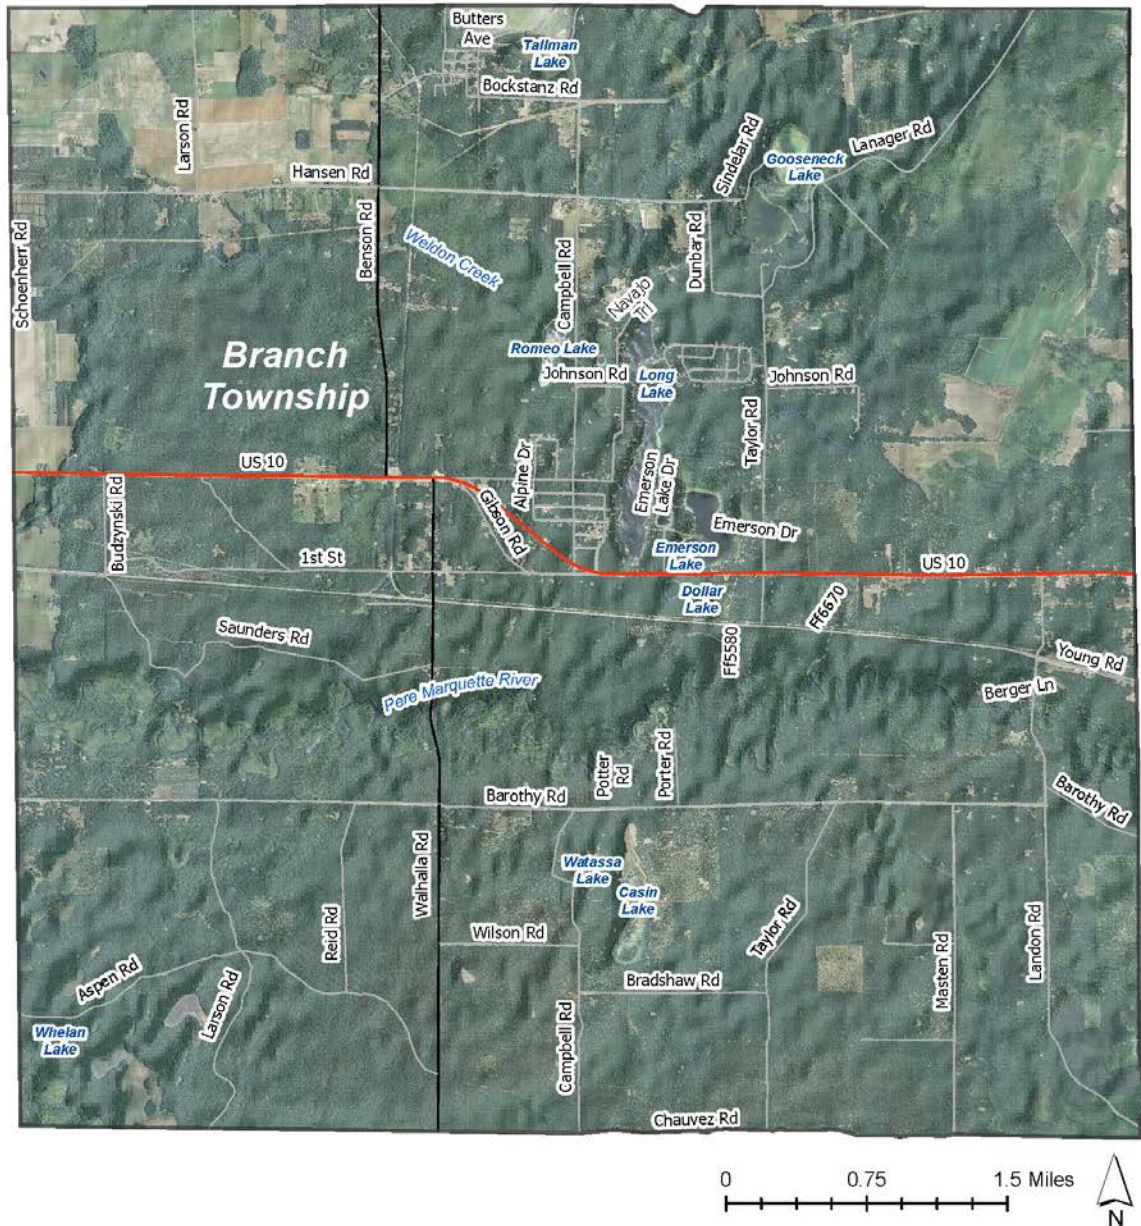 Butters
Ave
Tallman
Lake
Bockstanz Rd
Larson Rd
Sindelar Rd
Lanager Rd
Gooseneck
Lake
Hansen Rd
Schoenherr Rd
Benson Rd
Weldon Creek
Campbell Rd
Dunbar Rd
Navajo
Trl
Romeo Lake
Branch
Township
Johnson Rd
Long
Lake
Johnson Rd
Taylor Rd
US 10
Alpine Dr
Emerson
Lake Dr
Budzynski Rd
Gibson Rd
Emerson Dr
1st St
Emerson
Lake
US 10
Dollar
Lake
Ff6670
Saunders Rd
Ff5580
Young Rd
Pere Marquette River
Berger Ln
Potter
Rd
Porter Rd
Barothy Rd
Barothy Rd
Walhalla Rd
Watassa
Lake
Casin
Lake
Reid Rd
Wilson Rd
Taylor Rd
Masten Rd
Landon Rd
Aspen Rd
Larson Rd
Bradshaw Rd
Whelan
Lake
Campbell Rd
Chauvez Rd
0 0.75 1.5 Miles
N